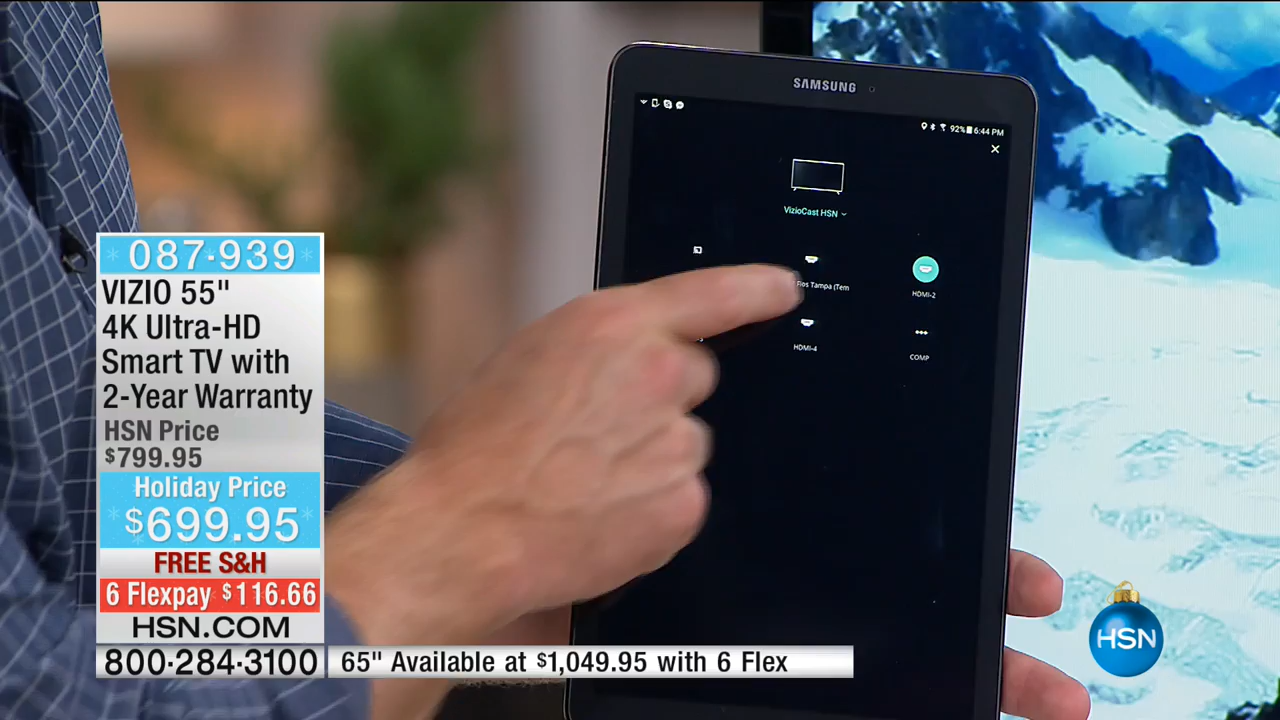 SAMSUNG
92% 6:44 PM
VizioCast HSN
Fios Tampa (Tem
HDMI-2
HDMI-4
COMP
087·939
VIZIO 55"
4K Ultra-HD
Smart TV with
2-Year Warranty
HSN Price
$799.95
Holiday Price
$699.95
FREE S&H
6 Flexpay $116.66
HSN.COM
800·284·3100
65" Available at $1,049.95 with 6 Flex
HSN